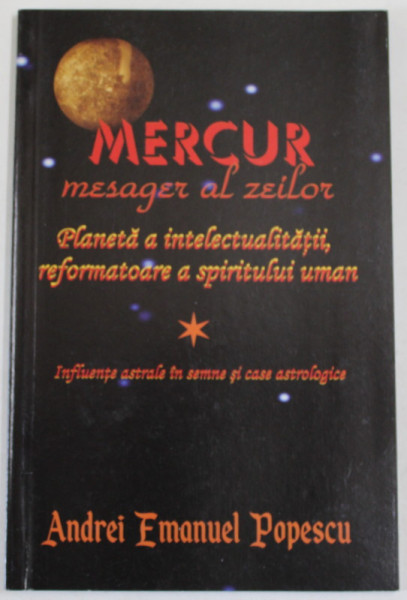 MERCUR
mesager al zeilor
Planetă a intelectualității,
reformatoare a spiritului uman
Influențe astrale în semne și case astrologice
Andrei Emanuel Popescu